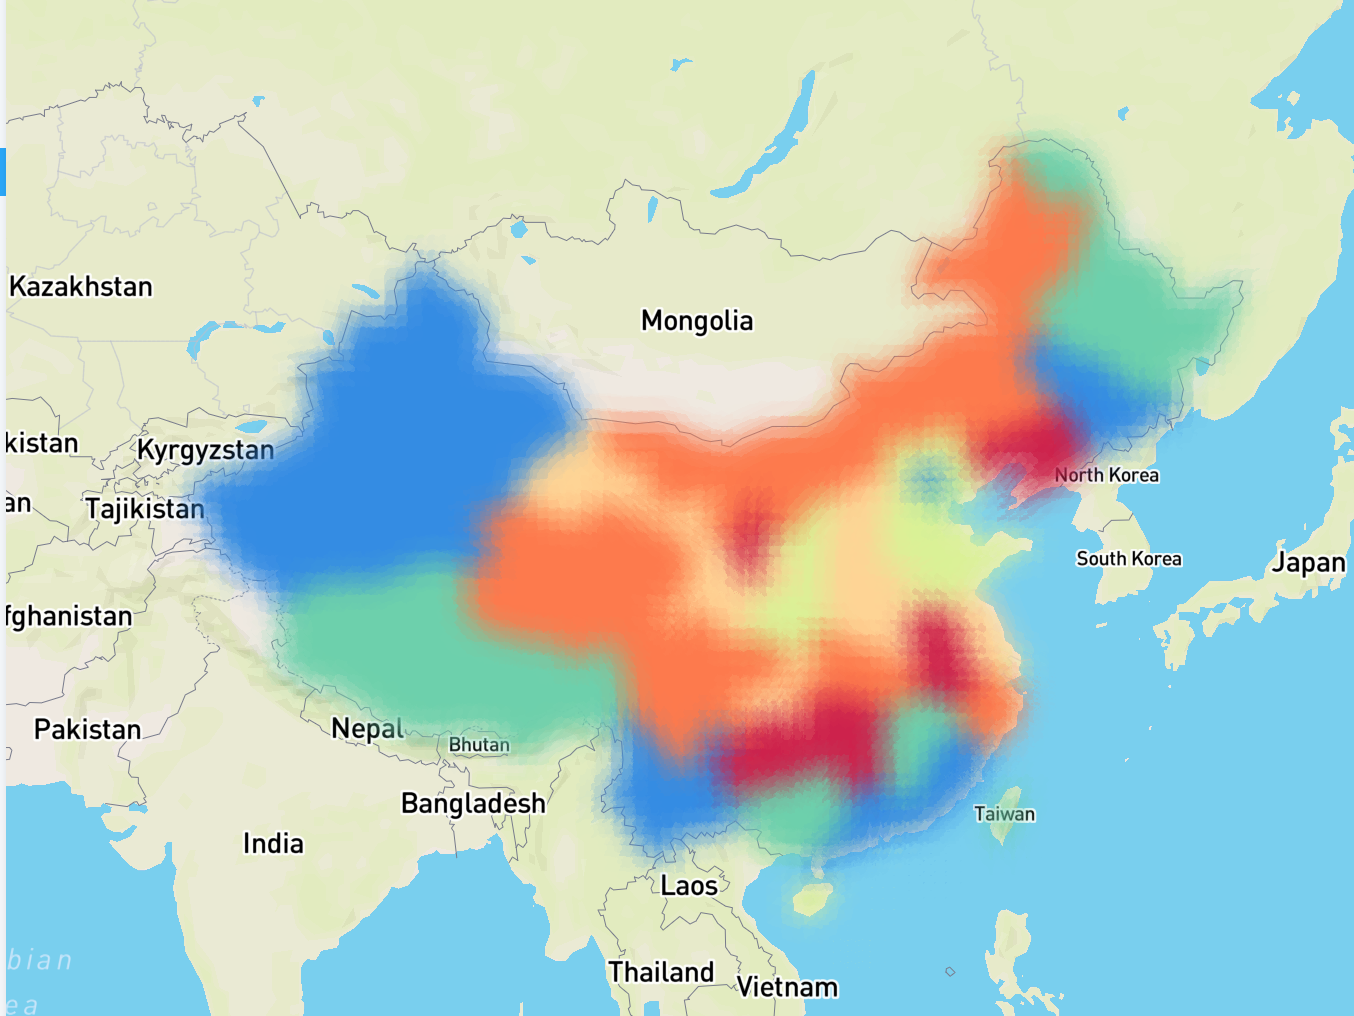 Kazakhstan
Mongolia
kistan
Kyrgyzstan
North Korea
an
Tajikistan
South Korea
Japan
fghanistan
Pakistan
Nepal
Bhutan
Bangladesh
Taiwan
India
Laos
bian
Thailand
Vietnam
ea